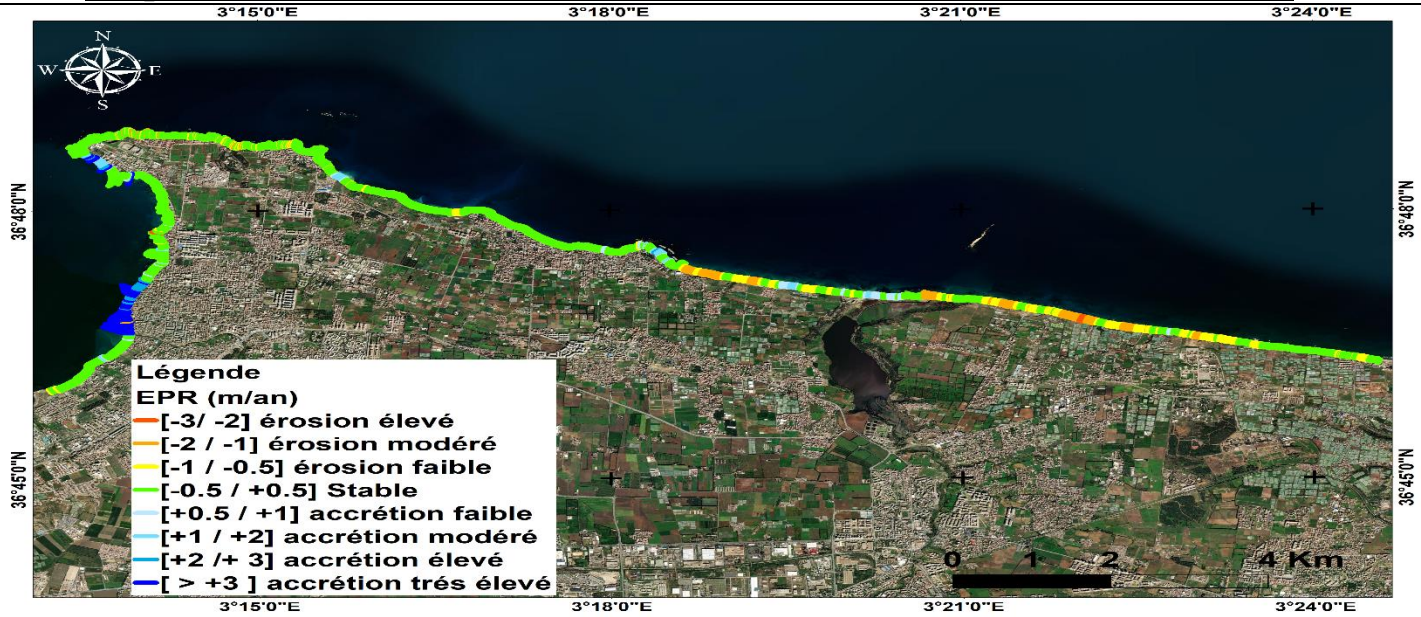 3°15'0"E 3°18'0"E 3°21'0"E 3°24'0"E
N
W E
S
36°48'0"N 36°48'0"N
Légende
EPR (m/an)
[-3/ -2] érosion élevé
[-2 / -1] érosion modéré
[-1 / -0.5] érosion faible
[-0.5 / +0.5] Stable
[+0.5 / +1] accrétion faible
[+1 / +2] accrétion modéré
[+2 /+ 3] accrétion élevé
[ > +3 ] accrétion trés élevé
36°45'0"N 36°45'0"N
0 1 2 4 Km
3°15'0"E 3°18'0"E 3°21'0"E 3°24'0"E